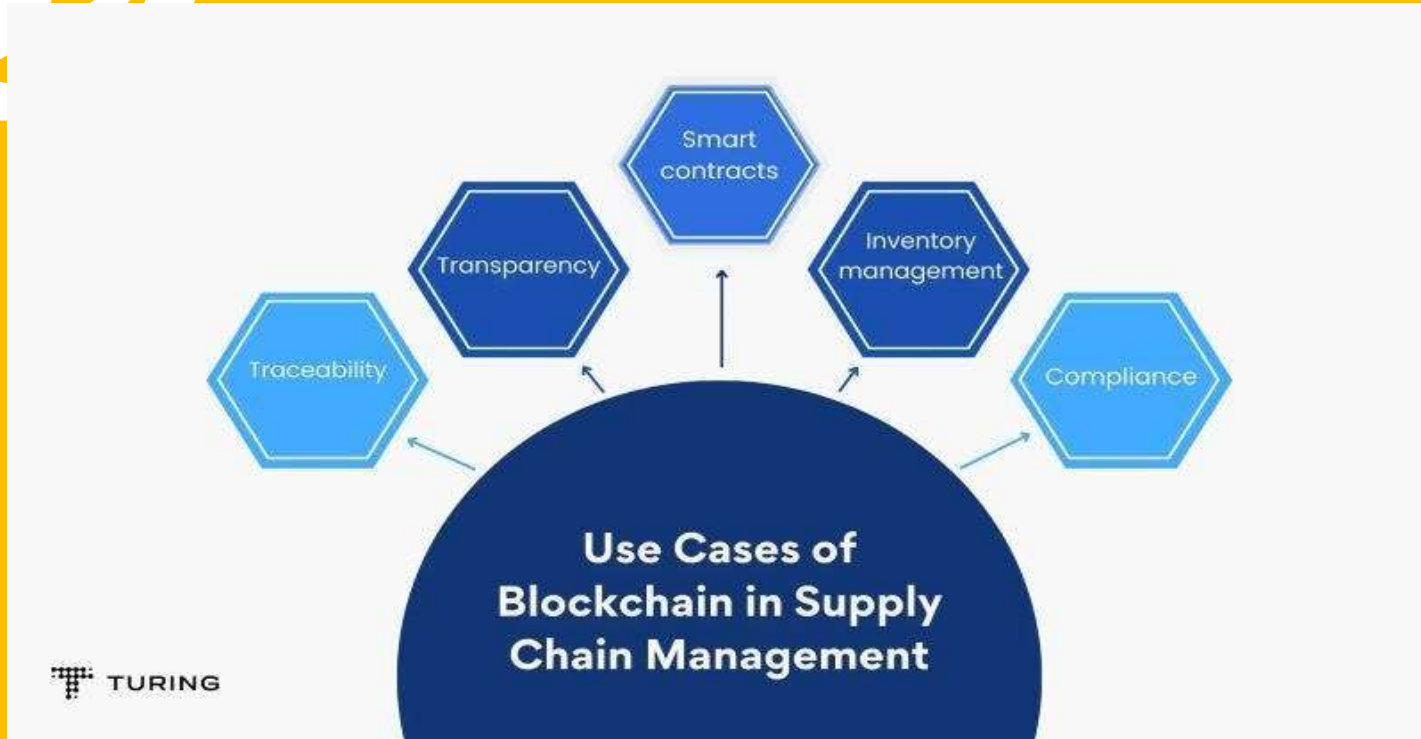 Smart
contracts
Transparency
Inventory
management
Traceability
Compliance
Use Cases of
Blockchain in Supply
Chain Management
TURING